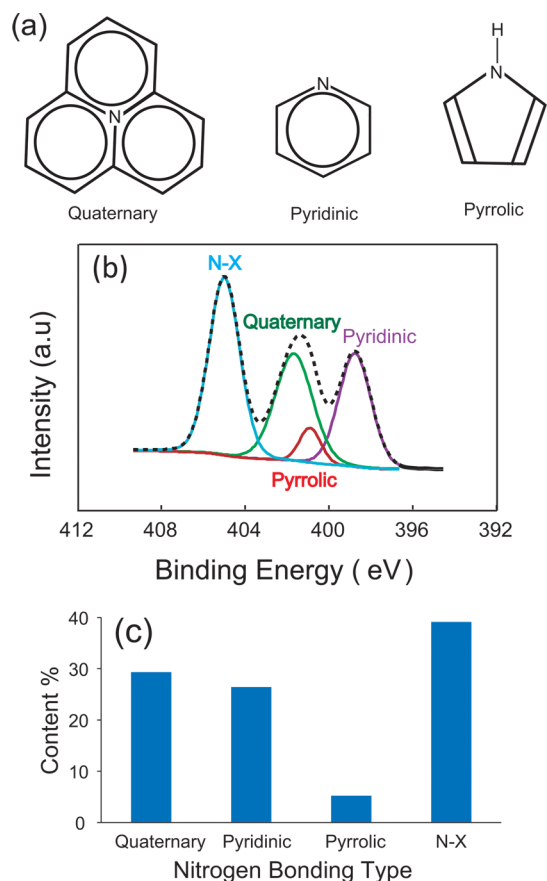 (a)
H
N
N
N
Quaternary
Pyridinic
Pyrrolic
(b)
N-X
Quaternary
Pyridinic
Pyrrolic
Intensity (a.u)
412
408
404
400
396
392
Binding Energy ( eV)
(c)
40
30
20
10
0
Content %
Quaternary
Pyridinic
Pyrrolic
N-X
Nitrogen Bonding Type